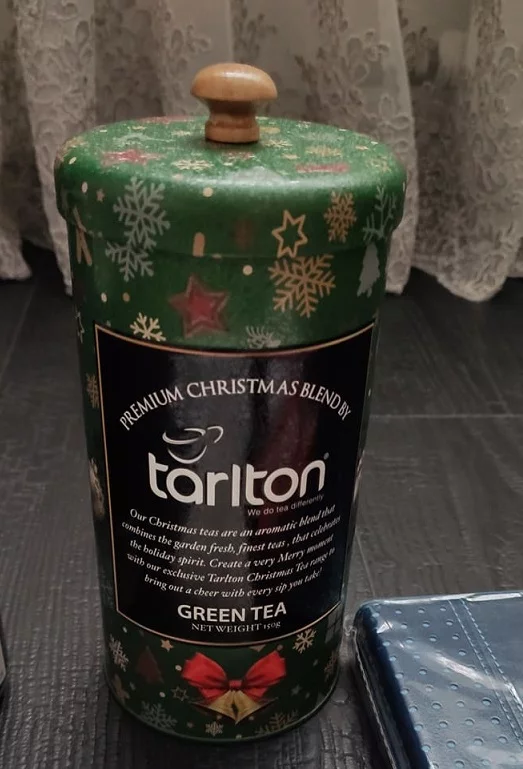 PREMIUM CHRISTMAS BLEND BY
tarlton®
We do tea differently
Our Christmas teas are an aromatic blend that
combines the garden fresh, finest teas, that celebrates
the holiday spirit. Create a very Merry moment
with our exclusive Tarlton Christmas Tea range to
bring out a cheer with every sip you take!
GREEN TEA
NET WEIGHT 150g